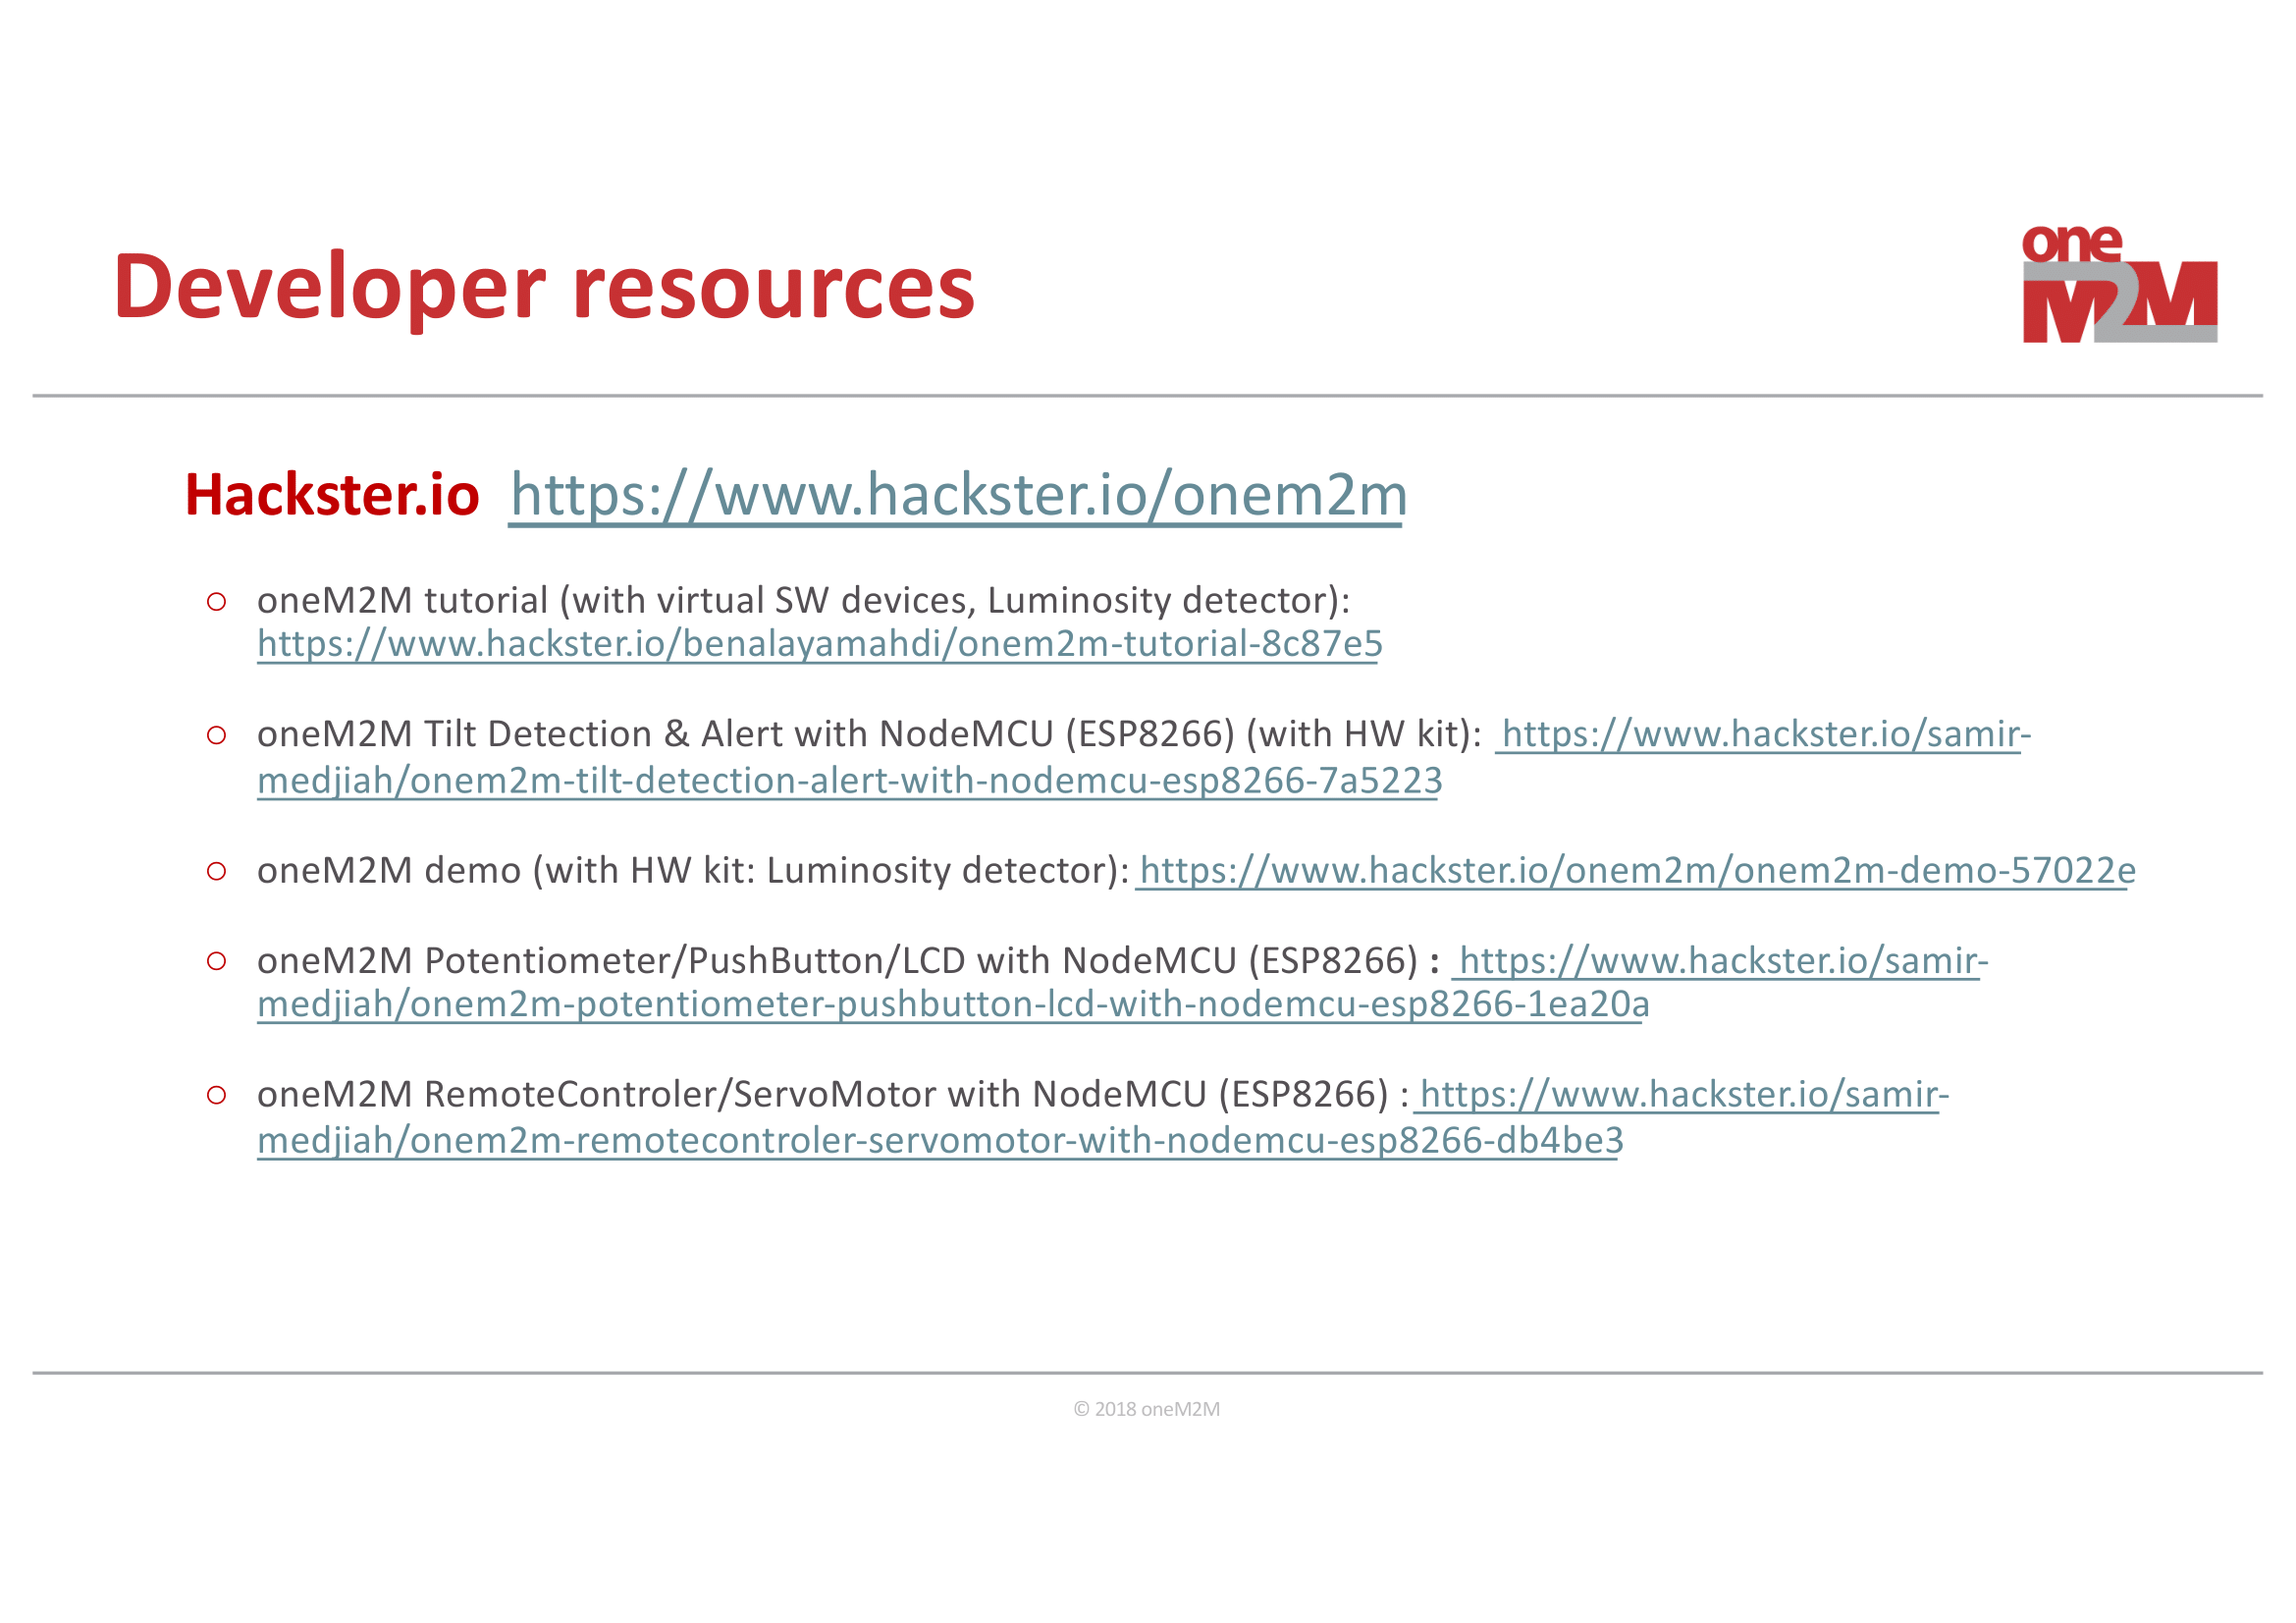 Developer resources
one
M2M
Hackster.io https://www.hackster.io/onem2m
○ oneM2M tutorial (with virtual SW devices, Luminosity detector):
https://www.hackster.io/benalayamahdi/onem2m-tutorial-8c87e5
○ oneM2M Tilt Detection & Alert with NodeMCU (ESP8266) (with HW kit): https://www.hackster.io/samir-
medjiah/onem2m-tilt-detection-alert-with-nodemcu-esp8266-7a5223
○ oneM2M demo (with HW kit: Luminosity detector): https://www.hackster.io/onem2m/onem2m-demo-57022e
○ oneM2M Potentiometer/PushButton/LCD with NodeMCU (ESP8266) : https://www.hackster.io/samir-
medjiah/onem2m-potentiometer-pushbutton-lcd-with-nodemcu-esp8266-1ea20a
○ oneM2M RemoteControler/ServoMotor with NodeMCU (ESP8266) : https://www.hackster.io/samir-
medjiah/onem2m-remotecontroler-servomotor-with-nodemcu-esp8266-db4be3
© 2018 oneM2M